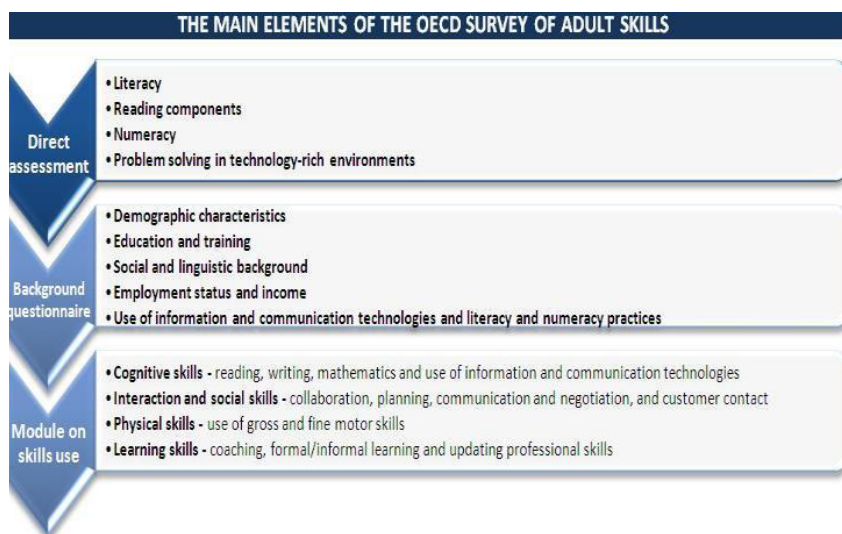 THE MAIN ELEMENTS OF THE OECD SURVEY OF ADULT SKILLS
Direct
assessment
• Literacy
• Reading components
• Numeracy
• Problem solving in technology-rich environments
Background
questionnaire
• Demographic characteristics
• Education and training
• Social and linguistic background
• Employment status and income
• Use of information and communication technologies and literacy and numeracy practices
Module on
skills use
• Cognitive skills - reading, writing, mathematics and use of information and communication technologies
• Interaction and social skills - collaboration, planning, communication and negotiation, and customer contact
• Physical skills - use of gross and fine motor skills
• Learning skills - coaching, formal/informal learning and updating professional skills